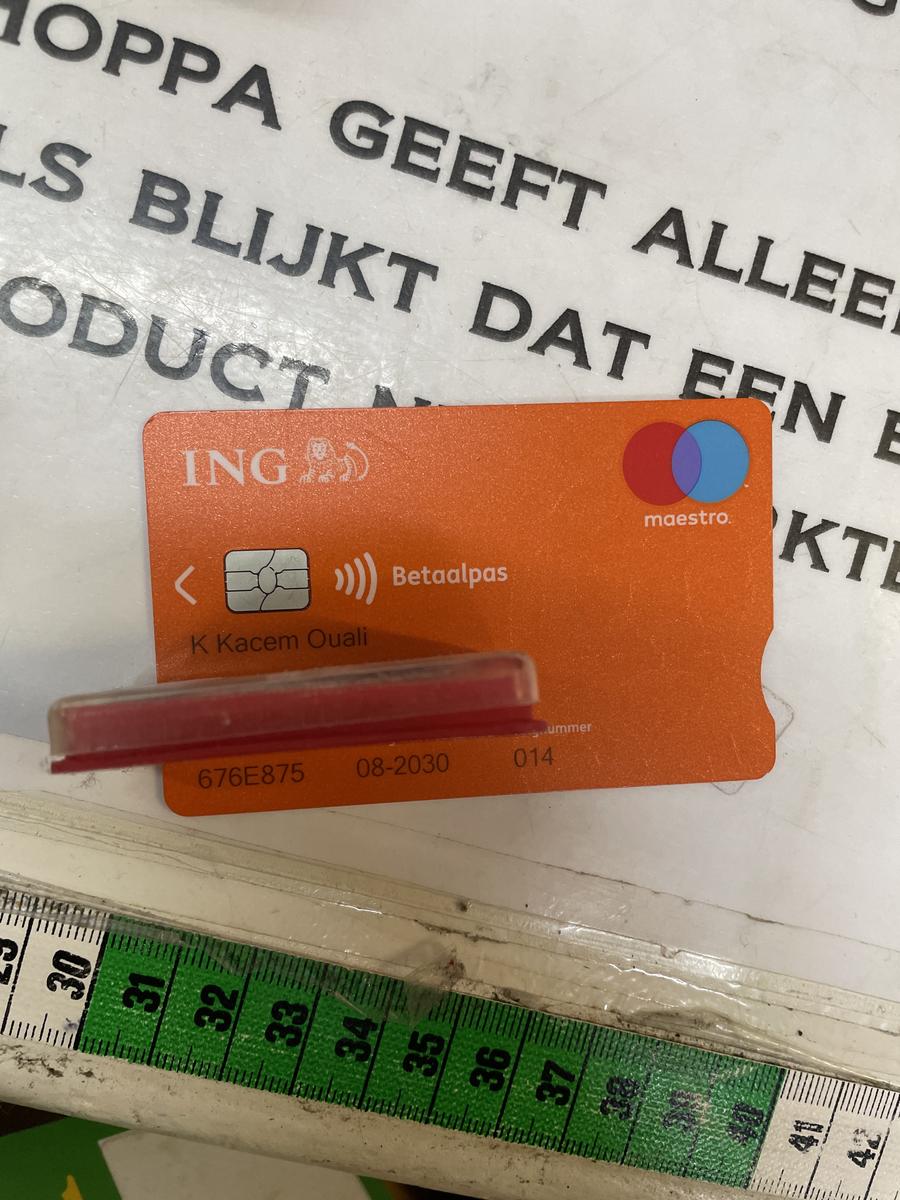 HOPPA GEEFT ALLEE
LS BLIJKT DAT EEN
ODUCT
KTE
ING
maestro
Betaalpas
K Kacem Ouali
nummer
676E875 08-2030 014
30 31 32 33 34 35 36 37 38 39 40 41 42